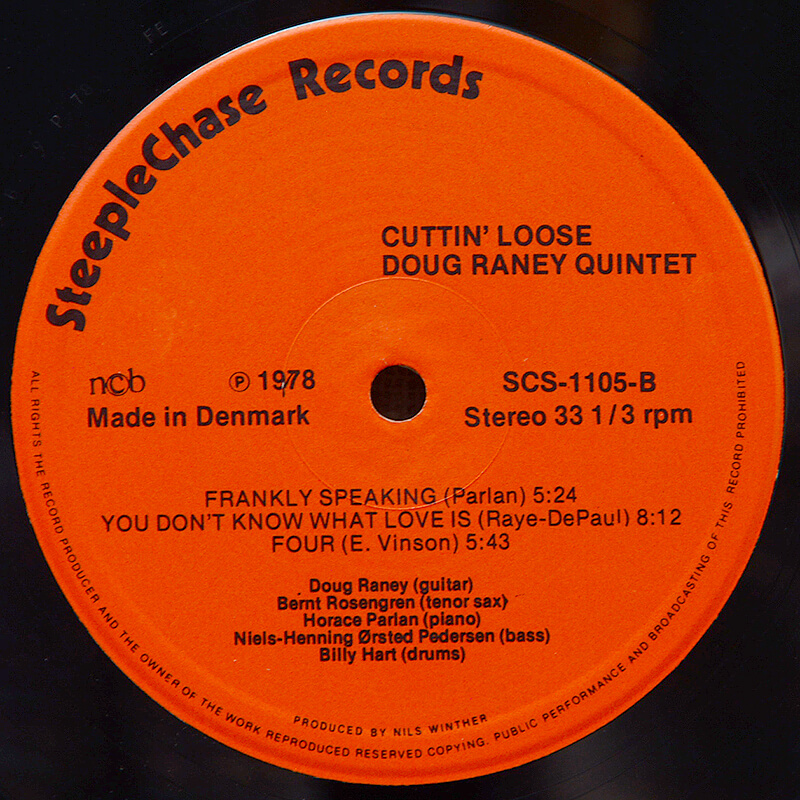 SteepleChase Records
CUTTIN' LOOSE
DOUG RANEY QUINTET
ncb
℗ 1978
SCS-1105-B
Made in Denmark
Stereo 33 1/3 rpm
FRANKLY SPEAKING (Parlan) 5:24
YOU DON'T KNOW WHAT LOVE IS (Raye-DePaul) 8:12
FOUR (E. Vinson) 5:43
Doug Raney (guitar)
Bernt Rosengren (tenor sax)
Horace Parlan (piano)
Niels-Henning Ørsted Pedersen (bass)
Billy Hart (drums)
PRODUCED BY NILS WINTHER
ALL RIGHTS THE RECORD PRODUCER AND THE OWNER OF THE WORK REPRODUCED RESERVED COPYING. PUBLIC PERFORMANCE AND BROADCASTING OF THIS RECORD PROHIBITED